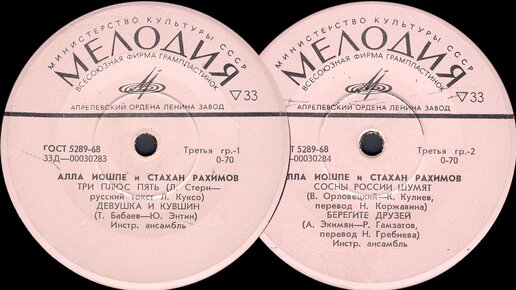 МИНИСТЕРСТВО КУЛЬТУРЫ СССР
МЕЛОДИЯ
ВСЕСОЮЗНАЯ ФИРМА ГРАМПЛАСТИНОК
▽ 33
АПРЕЛЕВСКИЙ ОРДЕНА ЛЕНИНА ЗАВОД
ГОСТ 5289-68
33Д—00030283
Третья гр.-1
0-70
АЛЛА ИОШПЕ и СТАХАН РАХИМОВ
ТРИ ПЛЮС ПЯТЬ (Л. Стерн—
русский текст Л. Куксо)
ДЕВУШКА И КУВШИН
(Т. Бабаев—Ю. Энтин)
Инстр. ансамбль
МИНИСТЕРСТВО КУЛЬТУРЫ СССР
МЕЛОДИЯ
ВСЕСОЮЗНАЯ ФИРМА ГРАМПЛАСТИНОК
▽ 33
АПРЕЛЕВСКИЙ ОРДЕНА ЛЕНИНА ЗАВОД
5289-68
00030284
Третья гр.-2
0-70
ЛЛА ИОШПЕ и СТАХАН РАХИМОВ
СОСНЫ РОССИИ ШУМЯТ
(В. Орловецкий—К. Кулиев,
перевод Н. Коржавина)
БЕРЕГИТЕ ДРУЗЕЙ
(А. Экимян—Р. Гамзатов,
перевод Н. Гребнева)
Инстр. ансамбль